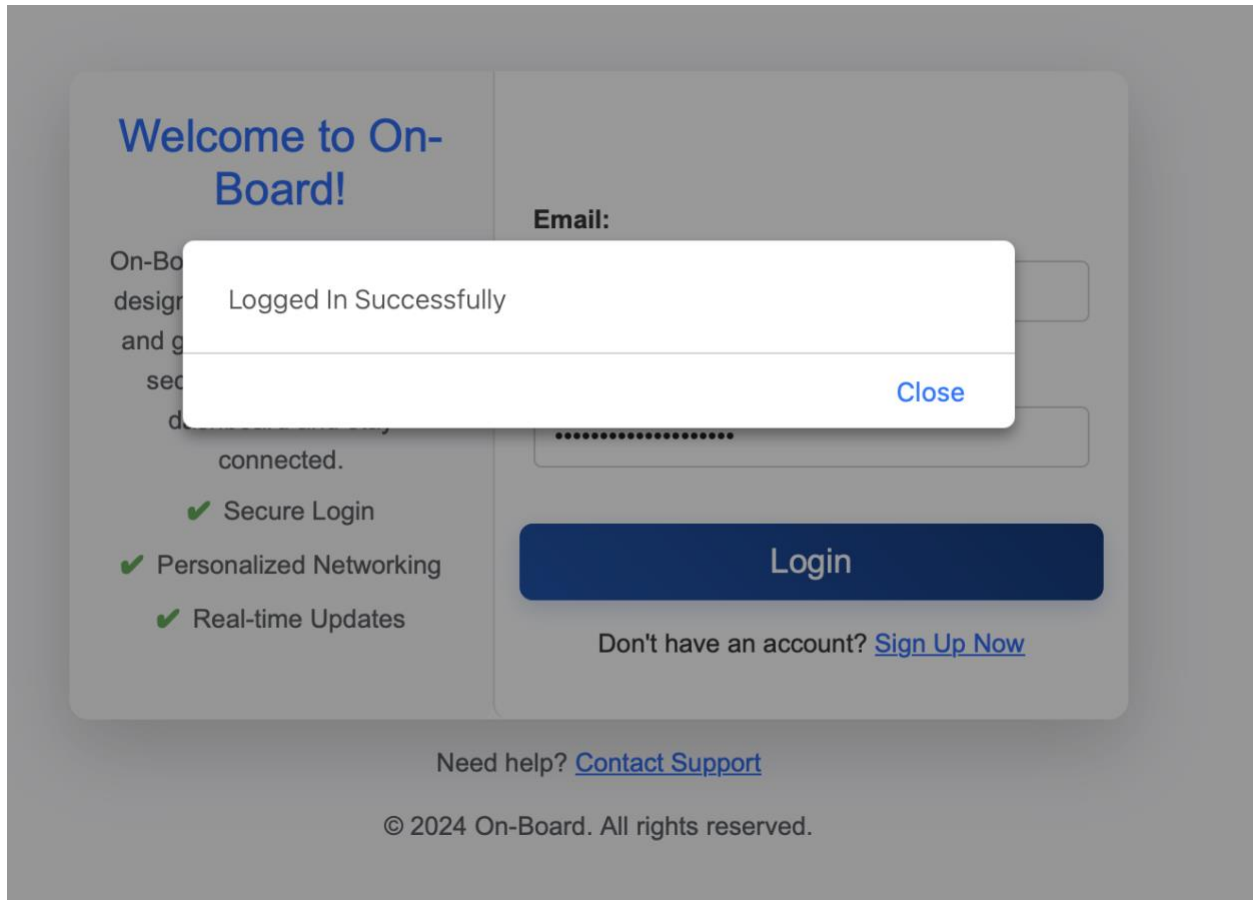 Welcome to On-
Board!
On-Bo
design
and g
sec
connected.
✔ Secure Login
✔ Personalized Networking
✔ Real-time Updates
Email:
Logged In Successfully
Close
Login
Don't have an account? Sign Up Now
Need help? Contact Support
© 2024 On-Board. All rights reserved.